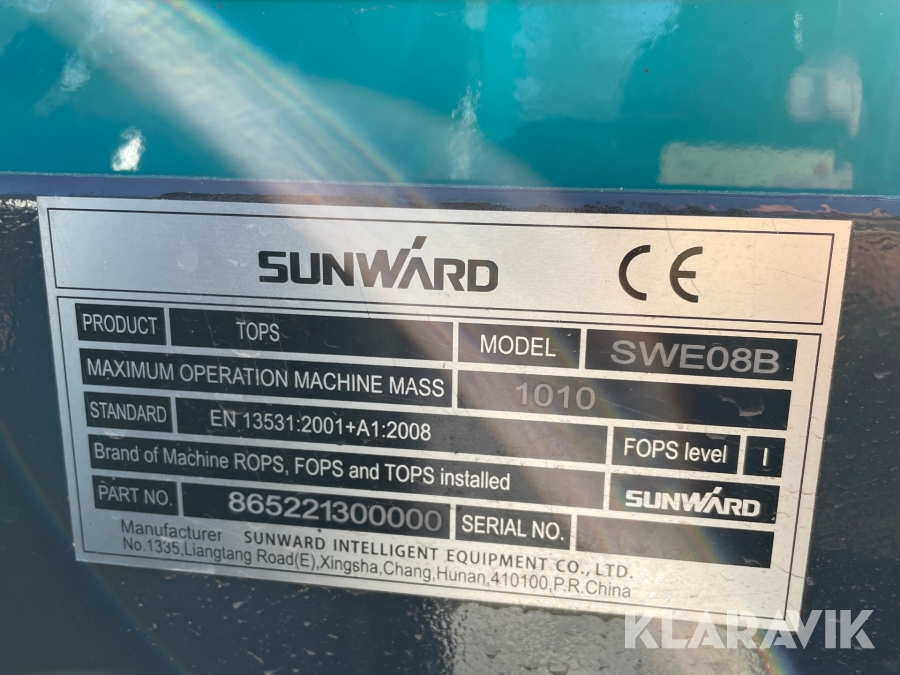 SUNWARD CE
PRODUCT TOPS MODEL SWE08B
MAXIMUM OPERATION MACHINE MASS 1010
STANDARD EN 13531:2001+A1:2008 FOPS level I
Brand of Machine ROPS, FOPS and TOPS installed SUNWARD
PART NO. 865221300000 SERIAL NO.
Manufacturer SUNWARD INTELLIGENT EQUIPMENT CO., LTD.
No.1335,Liangtang Road(E),Xingsha,Chang,Hunan,410100,P.R.China
KLARAVIK